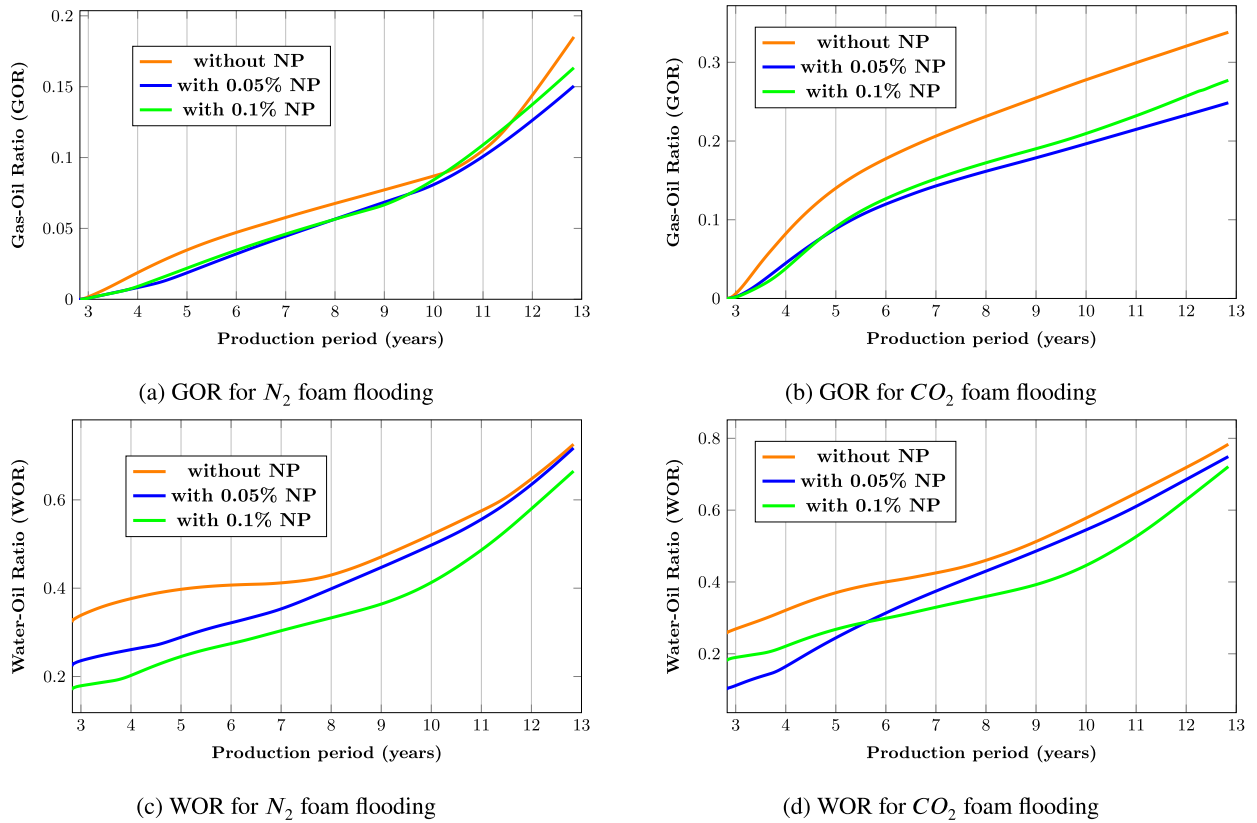 Gas-Oil Ratio (GOR)
0.2
0.15
0.1
0.05
0
without NP
with 0.05% NP
with 0.1% NP
3 4 5 6 7 8 9 10 11 12 13
Production period (years)
(a) GOR for N2 foam flooding
Gas-Oil Ratio (GOR)
0.3
0.2
0.1
0
without NP
with 0.05% NP
with 0.1% NP
3 4 5 6 7 8 9 10 11 12 13
Production period (years)
(b) GOR for CO2 foam flooding
Water-Oil Ratio (WOR)
0.6
0.4
0.2
without NP
with 0.05% NP
with 0.1% NP
3 4 5 6 7 8 9 10 11 12 13
Production period (years)
(c) WOR for N2 foam flooding
Water-Oil Ratio (WOR)
0.8
0.6
0.4
0.2
without NP
with 0.05% NP
with 0.1% NP
3 4 5 6 7 8 9 10 11 12 13
Production period (years)
(d) WOR for CO2 foam flooding